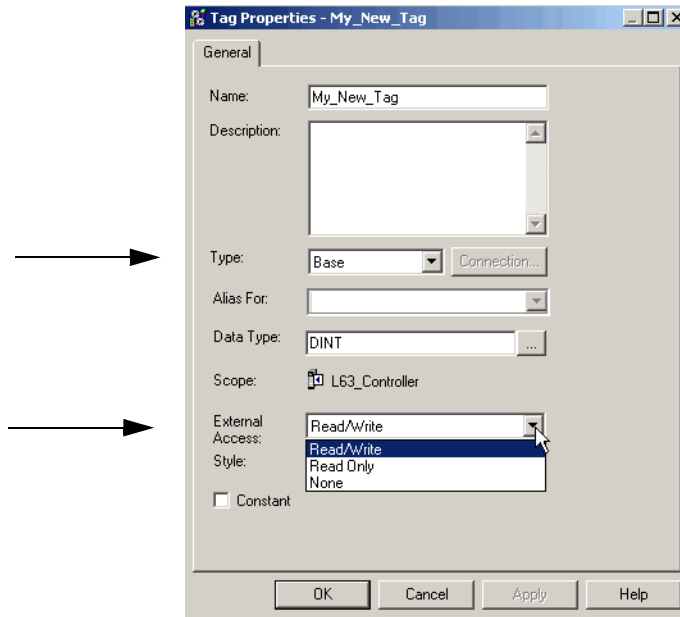 Tag Properties - My_New_Tag
General
Name: My_New_Tag
Description:
Type: Base Connection...
Alias For:
Data Type: DINT ...
Scope: L63_Controller
External Access: Read/Write
Read/Write
Style: Read Only
None
Constant
OK Cancel Apply Help